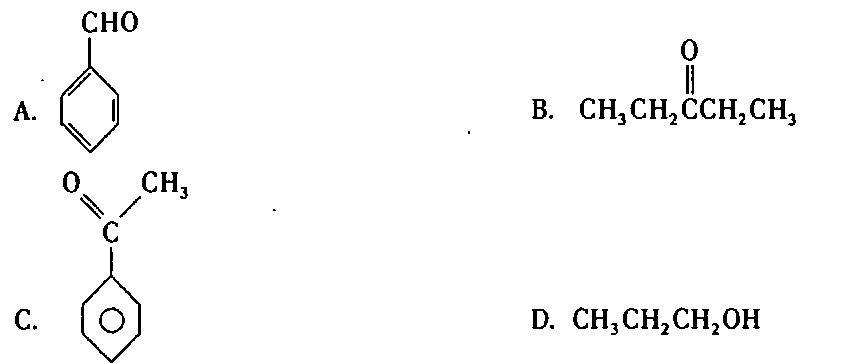 CHO
A.
O
B. CH₃CH₂CCH₂CH₃
O CH₃
C
C.
D. CH₃CH₂CH₂OH